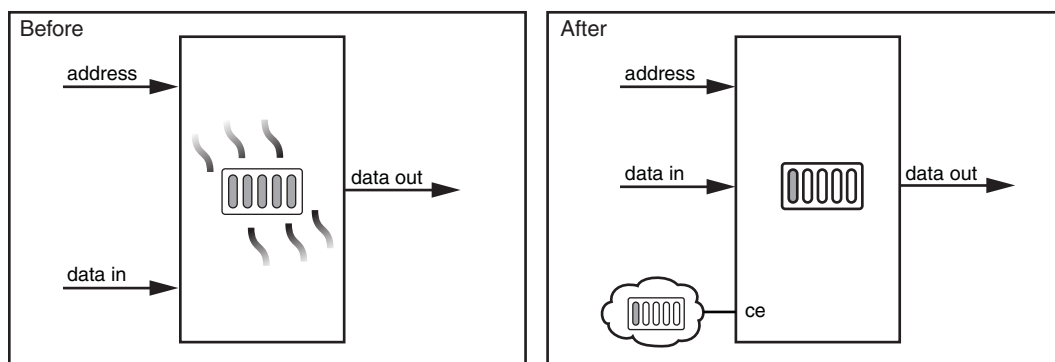 Before
address
data out
data in
After
address
data in
data out
ce